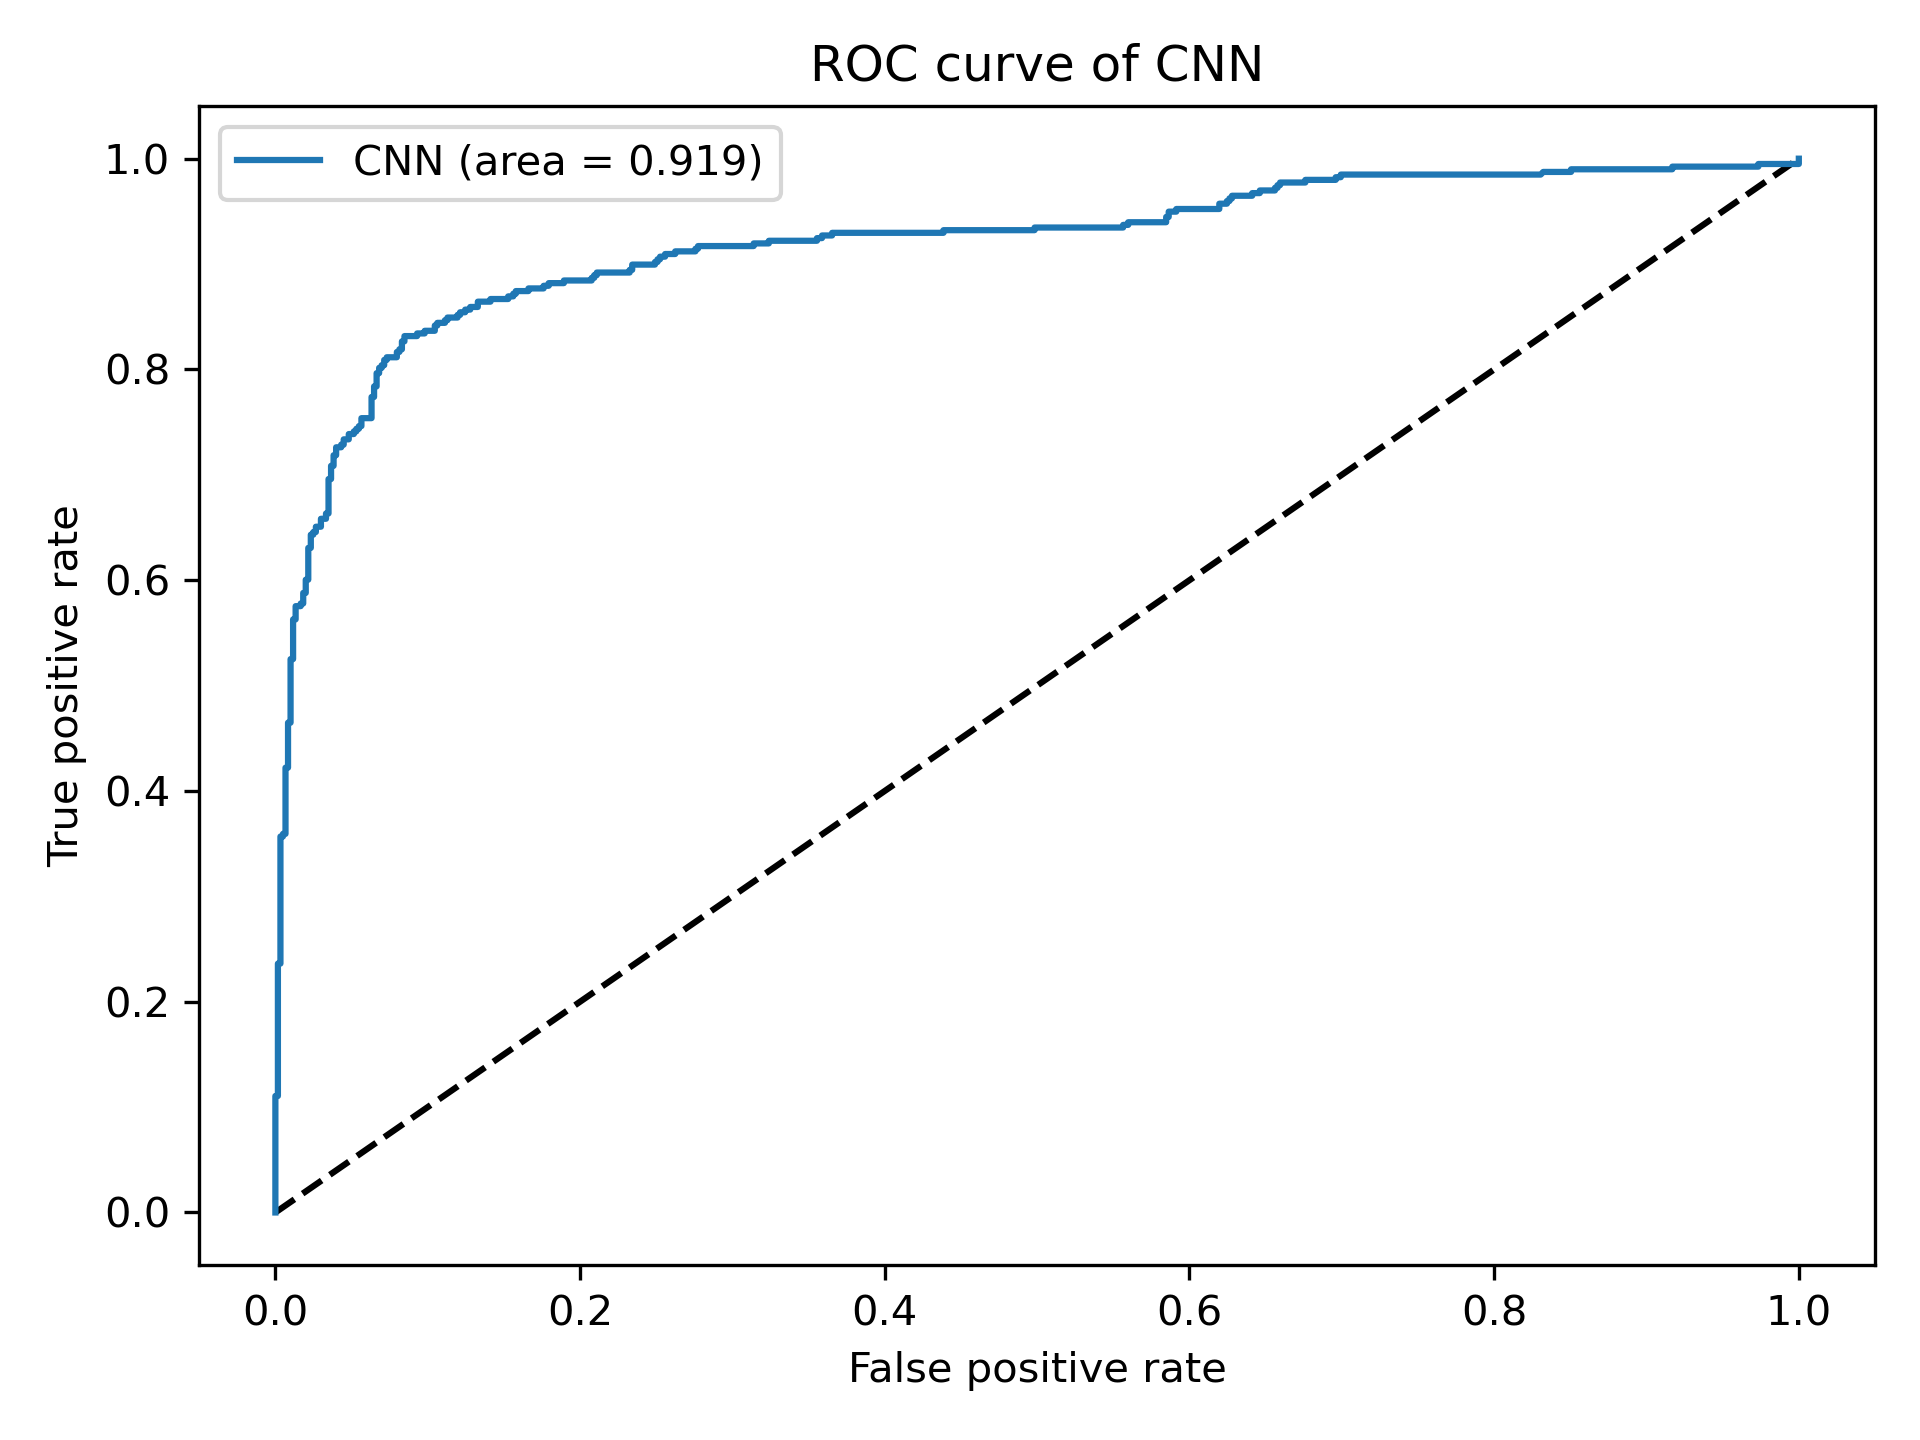 ROC curve of CNN
CNN (area = 0.919)
True positive rate
1.0
0.8
0.6
0.4
0.2
0.0
0.0 0.2 0.4 0.6 0.8 1.0
False positive rate